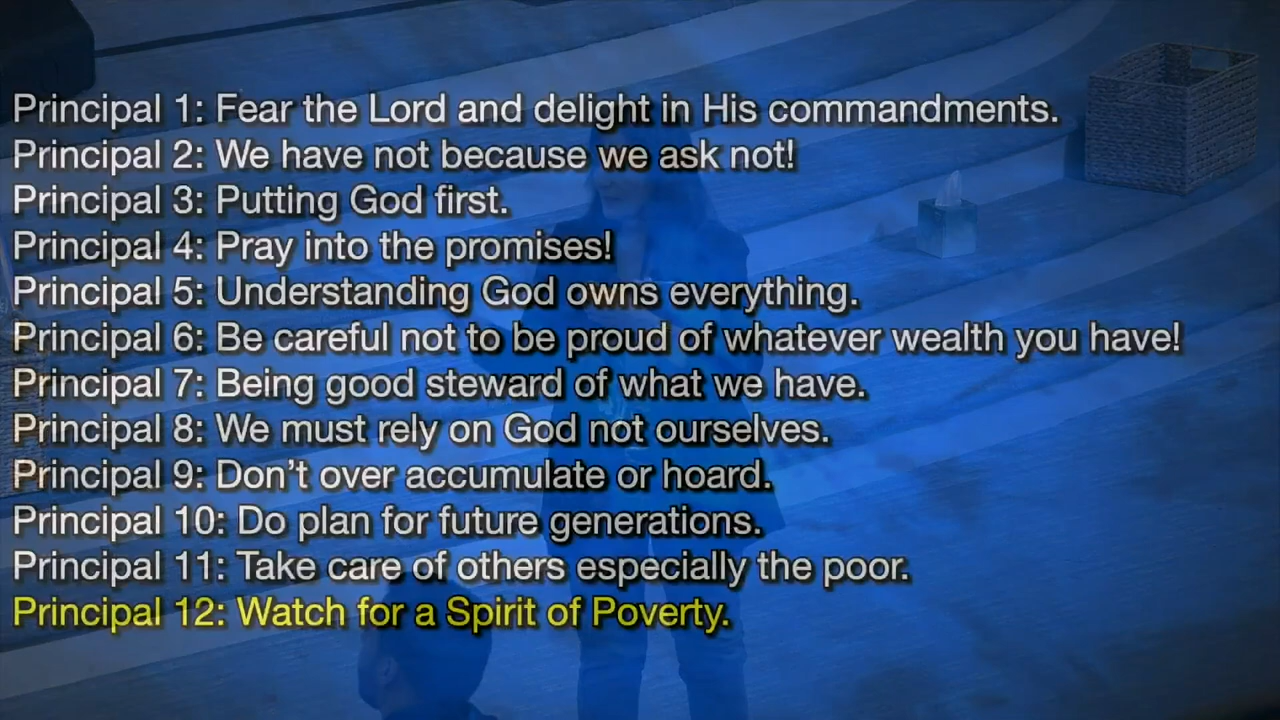 Principal 1: Fear the Lord and delight in His commandments.
Principal 2: We have not because we ask not!
Principal 3: Putting God first.
Principal 4: Pray into the promises!
Principal 5: Understanding God owns everything.
Principal 6: Be careful not to be proud of whatever wealth you have!
Principal 7: Being good steward of what we have.
Principal 8: We must rely on God not ourselves.
Principal 9: Don’t over accumulate or hoard.
Principal 10: Do plan for future generations.
Principal 11: Take care of others especially the poor.
Principal 12: Watch for a Spirit of Poverty.